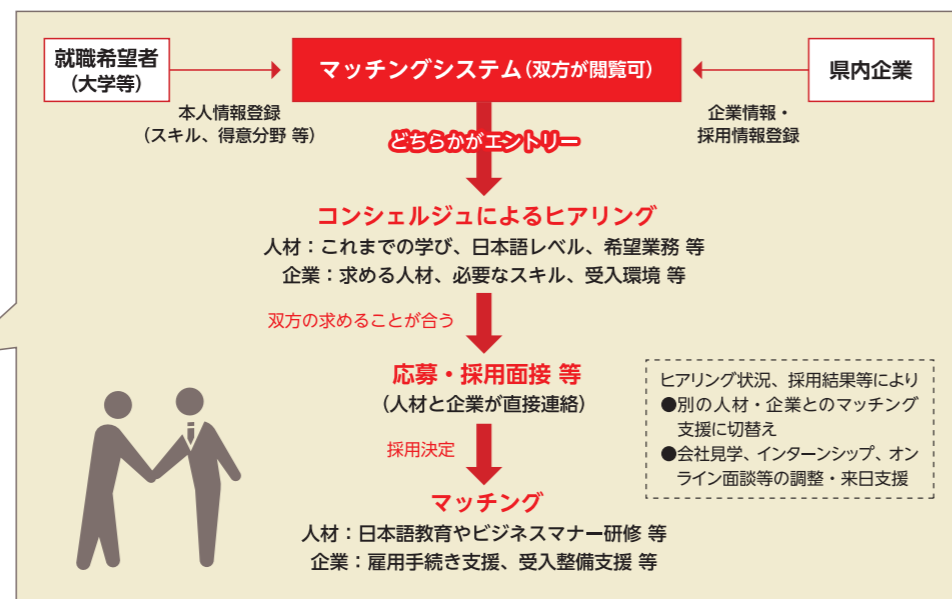 就職希望者
(大学等)
マッチングシステム(双方が閲覧可)
県内企業
本人情報登録
(スキル、得意分野 等)
企業情報・
採用情報登録
どちらかがエントリー
コンシェルジュによるヒアリング
人材：これまでの学び、日本語レベル、希望業務 等
企業：求める人材、必要なスキル、受入環境 等
双方の求めることが合う
応募・採用面接 等
(人材と企業が直接連絡)
採用決定
マッチング
人材：日本語教育やビジネスマナー研修 等
企業：雇用手続き支援、受入整備支援 等
ヒアリング状況、採用結果等により
●別の人材・企業とのマッチング
支援に切替え
●会社見学、インターンシップ、オン
ライン面談等の調整・来日支援